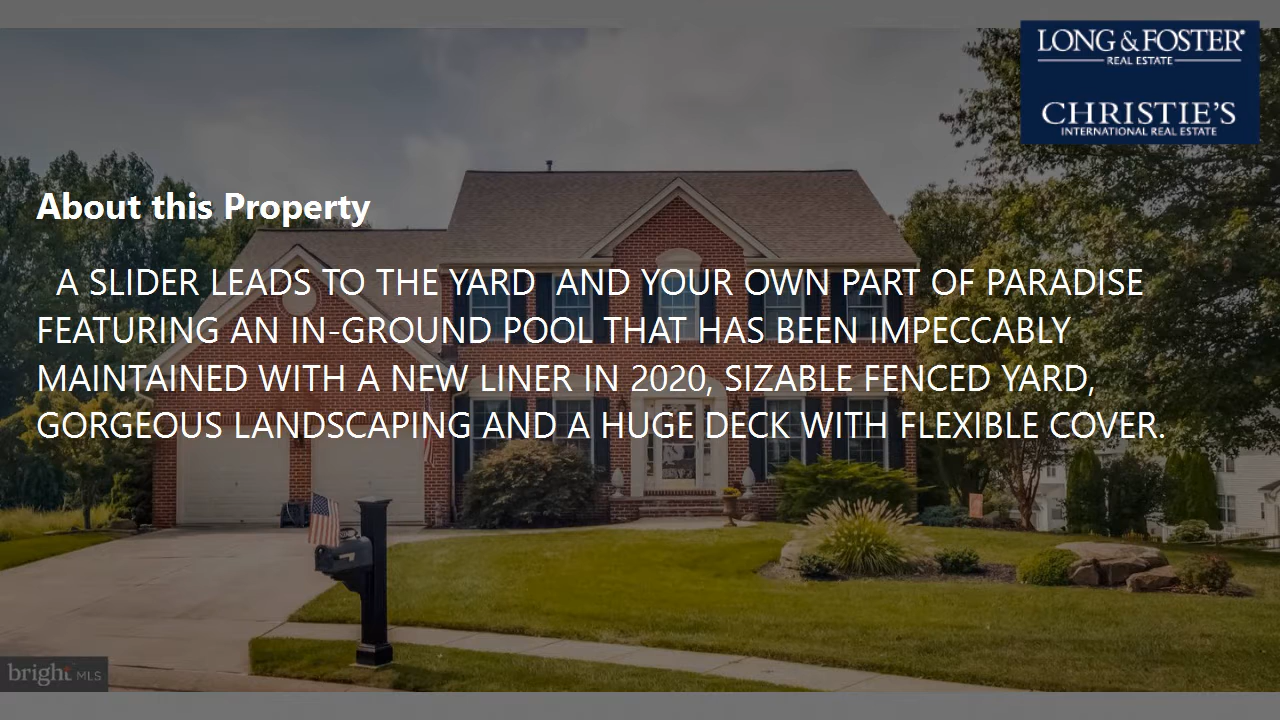 LONG & FOSTER®
REAL ESTATE
CHRISTIE'S
INTERNATIONAL REAL ESTATE
About this Property
A SLIDER LEADS TO THE YARD  AND YOUR OWN PART OF PARADISE
FEATURING AN IN-GROUND POOL THAT HAS BEEN IMPECCABLY
MAINTAINED WITH A NEW LINER IN 2020, SIZABLE FENCED YARD,
GORGEOUS LANDSCAPING AND A HUGE DECK WITH FLEXIBLE COVER.
bright MLS